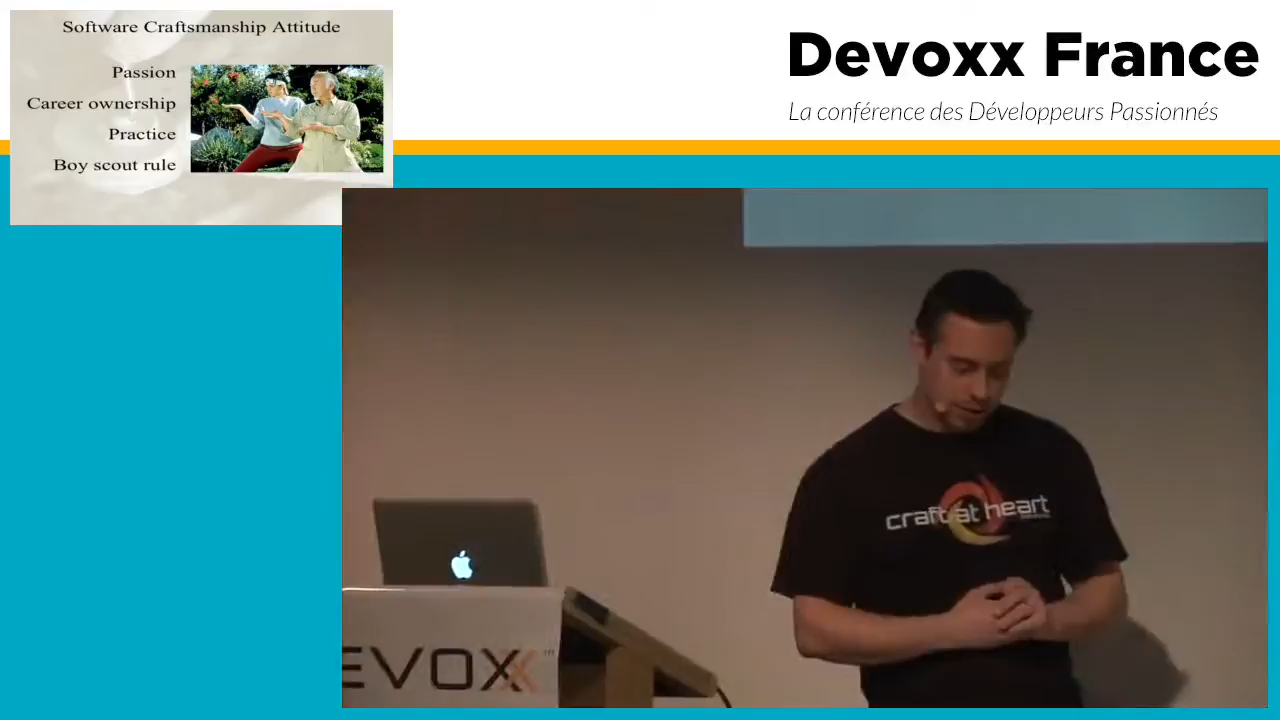 Software Craftsmanship Attitude
Passion
Career ownership
Practice
Boy scout rule
Devoxx France
La conférence des Développeurs Passionnés
craft at heart
EVOXX